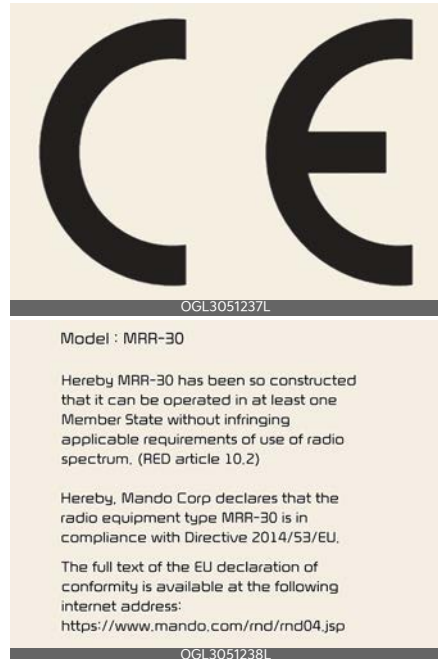 CE
OGL3051237L
Model : MRR-30
Hereby MRR-30 has been so constructed
that it can be operated in at least one
Member State without infringing
applicable requirements of use of radio
spectrum. (RED article 10.2)
Hereby, Mando Corp declares that the
radio equipment type MRR-30 is in
compliance with Directive 2014/53/EU.
The full text of the EU declaration of
conformity is available at the following
internet address:
https://www.mando.com/rnd/rnd04.jsp
OGL3051238L